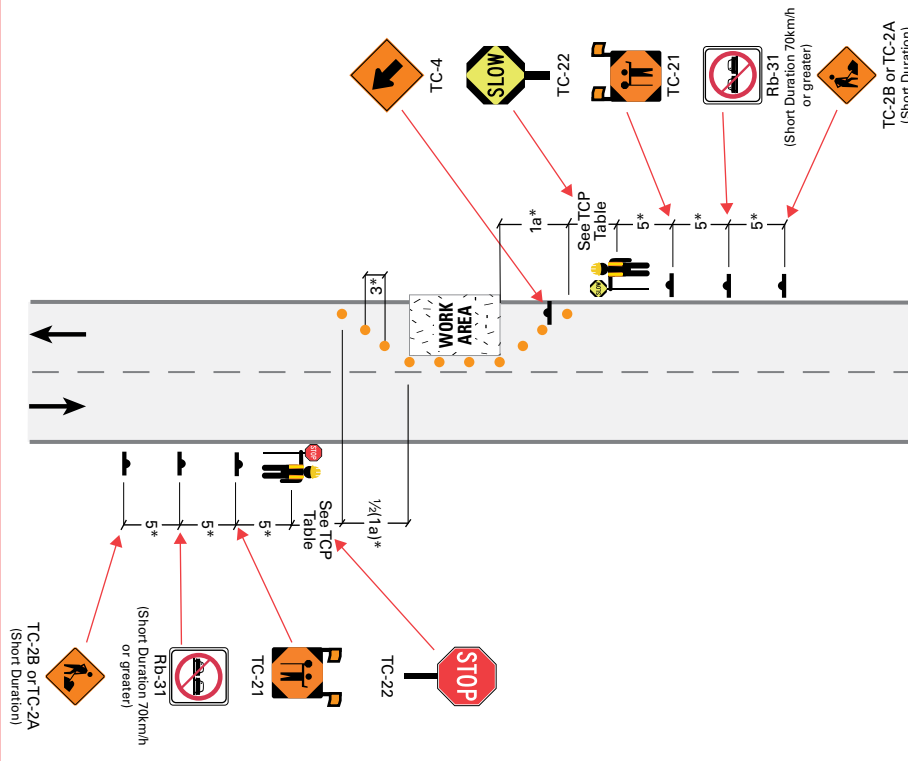 TC-4
SLOW
TC-22
TC-21
Rb-31
(Short Duration 70km/h
or greater)
TC-2B or TC-2A
(Short Duration)
1a*
See TCP
Table
5*
5*
5*
SLOW
3*
WORK
AREA
STOP
5*
5*
5*
See TCP
Table
½(1a)*
TC-2B or TC-2A
(Short Duration)
Rb-31
(Short Duration 70km/h
or greater)
TC-21
TC-22
STOP